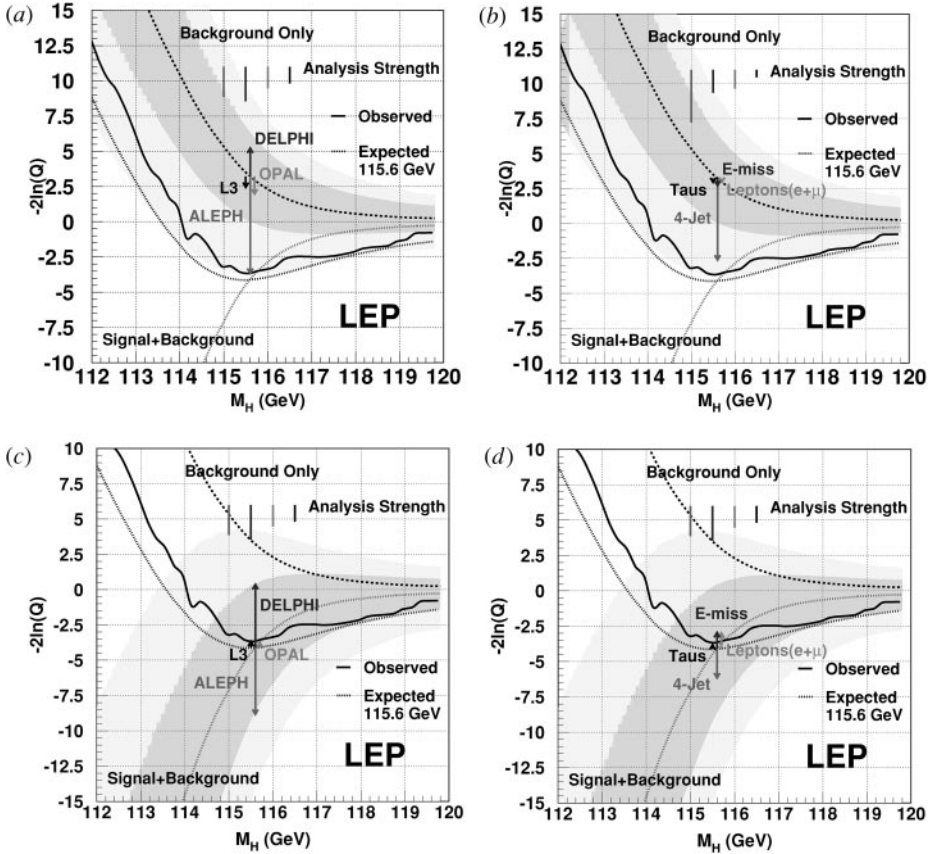 (a)
15
12.5
10
7.5
5
2.5
0
-2.5
-5
-7.5
-10
-2ln(Q)
Background Only
Analysis Strength
Observed
Expected
115.6 GeV
DELPHI
OPAL
L3
ALEPH
LEP
Signal+Background
112 113 114 115 116 117 118 119 120
M_H (GeV)
(b)
15
12.5
10
7.5
5
2.5
0
-2.5
-5
-7.5
-10
-2ln(Q)
Background Only
Analysis Strength
Observed
Expected
115.6 GeV
E-miss
Taus Leptons(e+μ)
4-Jet
LEP
Signal+Background
112 113 114 115 116 117 118 119 120
M_H (GeV)
(c)
10
7.5
5
2.5
0
-2.5
-5
-7.5
-10
-12.5
-15
-2ln(Q)
Background Only
Analysis Strength
DELPHI
L3 OPAL
ALEPH
Observed
Expected
115.6 GeV
LEP
Signal+Background
112 113 114 115 116 117 118 119 120
M_H (GeV)
(d)
10
7.5
5
2.5
0
-2.5
-5
-7.5
-10
-12.5
-15
-2ln(Q)
Background Only
Analysis Strength
E-miss
Taus Leptons(e+μ)
4-Jet
Observed
Expected
115.6 GeV
LEP
Signal+Background
112 113 114 115 116 117 118 119 120
M_H (GeV)